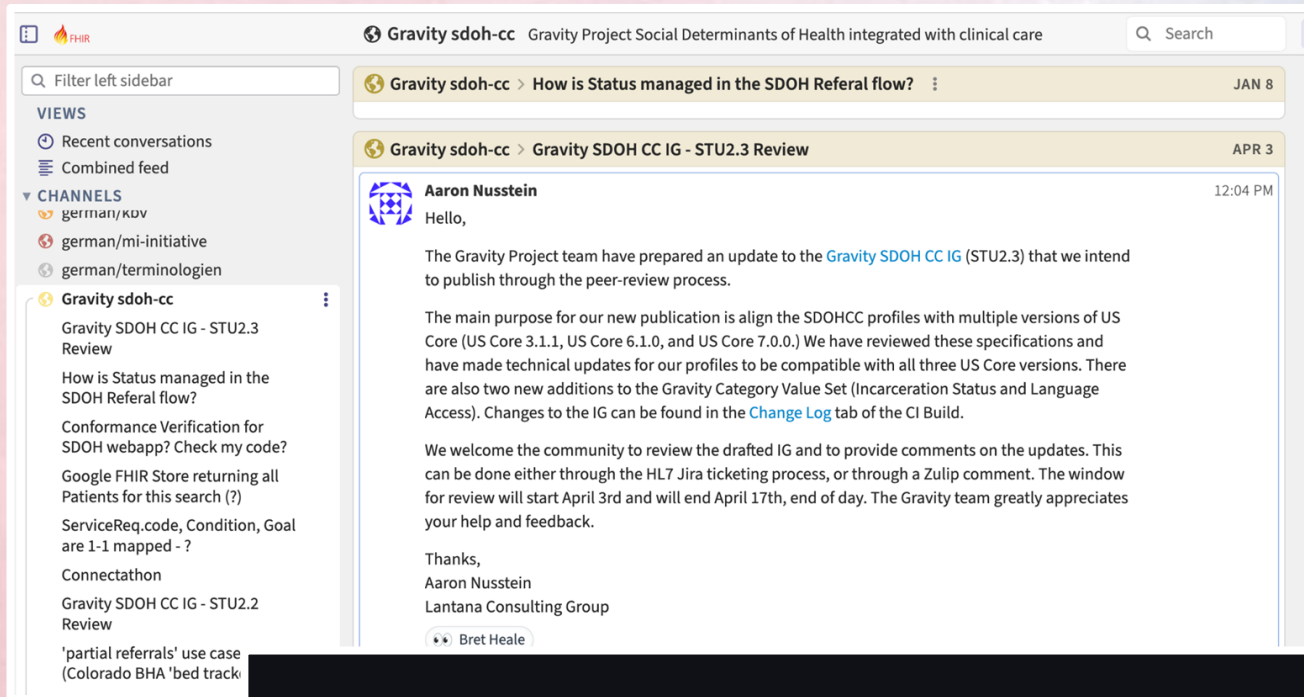 FHIR
Gravity sdoh-cc Gravity Project Social Determinants of Health integrated with clinical care
Search
Filter left sidebar
VIEWS
Recent conversations
Combined feed
CHANNELS
german/kbv
german/mi-initiative
german/terminologien
Gravity sdoh-cc
Gravity SDOH CC IG - STU2.3
Review
How is Status managed in the
SDOH Referal flow?
Conformance Verification for
SDOH webapp? Check my code?
Google FHIR Store returning all
Patients for this search (?)
ServiceReq.code, Condition, Goal
are 1-1 mapped - ?
Connectathon
Gravity SDOH CC IG - STU2.2
Review
'partial referrals' use case
(Colorado BHA 'bed track
Gravity sdoh-cc > How is Status managed in the SDOH Referal flow? JAN 8
Gravity sdoh-cc > Gravity SDOH CC IG - STU2.3 Review APR 3
Aaron Nusstein 12:04 PM
Hello,
The Gravity Project team have prepared an update to the Gravity SDOH CC IG (STU2.3) that we intend
to publish through the peer-review process.
The main purpose for our new publication is align the SDOHCC profiles with multiple versions of US
Core (US Core 3.1.1, US Core 6.1.0, and US Core 7.0.0.) We have reviewed these specifications and
have made technical updates for our profiles to be compatible with all three US Core versions. There
are also two new additions to the Gravity Category Value Set (Incarceration Status and Language
Access). Changes to the IG can be found in the Change Log tab of the CI Build.
We welcome the community to review the drafted IG and to provide comments on the updates. This
can be done either through the HL7 Jira ticketing process, or through a Zulip comment. The window
for review will start April 3rd and will end April 17th, end of day. The Gravity team greatly appreciates
your help and feedback.
Thanks,
Aaron Nusstein
Lantana Consulting Group
Bret Heale